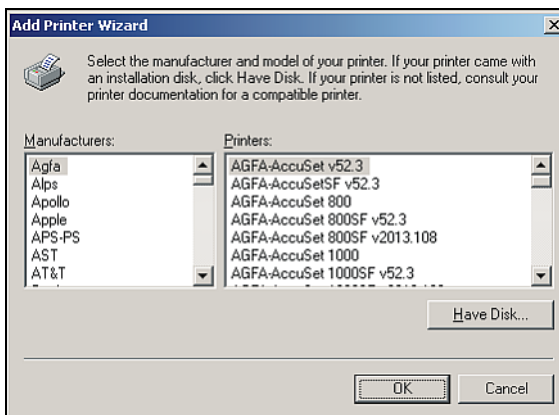 Add Printer Wizard
Select the manufacturer and model of your printer. If your printer came with
an installation disk, click Have Disk. If your printer is not listed, consult your
printer documentation for a compatible printer.
Manufacturers:
Agfa
Alps
Apollo
Apple
APS-PS
AST
AT&T
Printers:
AGFA-AccuSet v52.3
AGFA-AccuSetSF v52.3
AGFA-AccuSet 800
AGFA-AccuSet 800SF v52.3
AGFA-AccuSet 800SF v2013.108
AGFA-AccuSet 1000
AGFA-AccuSet 1000SF v52.3
Have Disk...
OK
Cancel